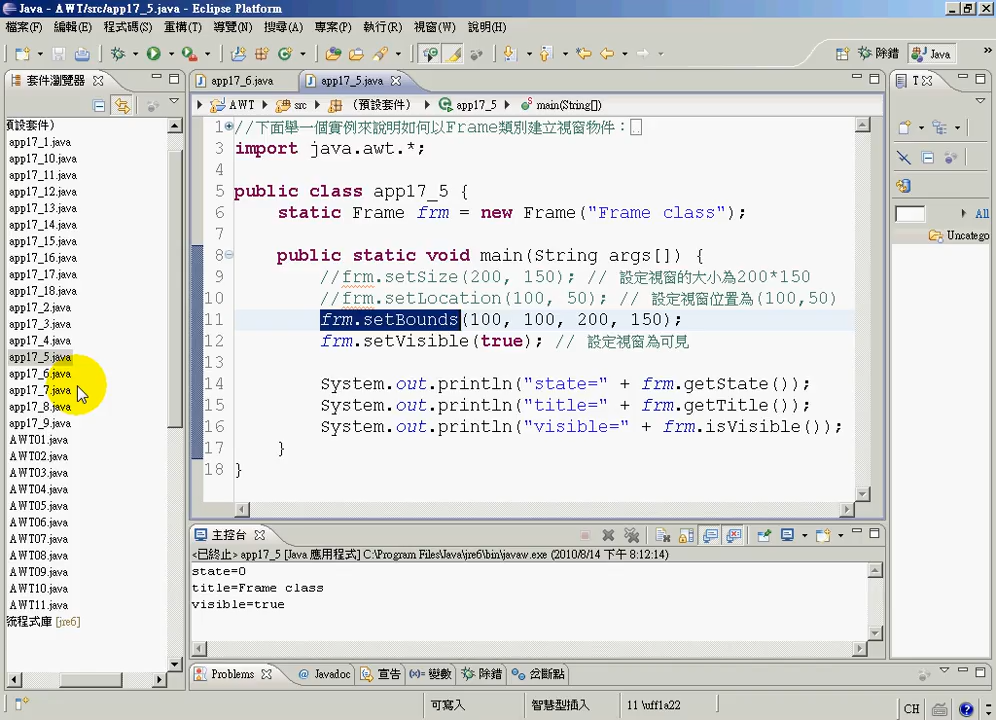 Java - AWT/src/app17_5.java - Eclipse Platform
檔案(F) 編輯(E) 程式碼(S) 重構(T) 導覽(N) 搜尋(A) 專案(P) 執行(R) 視窗(W) 說明(H)
除錯 Java
套件瀏覽器
app17_6.java app17_5.java
T
AWT src (預設套件) app17_5 main(String[])
預設套件)
app17_1.java
app17_10.java
app17_11.java
app17_12.java
app17_13.java
app17_14.java
app17_15.java
app17_16.java
app17_17.java
app17_18.java
app17_2.java
app17_3.java
app17_4.java
app17_5.java
app17_6.java
app17_7.java
app17_8.java
app17_9.java
AWT01.java
AWT02.java
AWT03.java
AWT04.java
AWT05.java
AWT06.java
AWT07.java
AWT08.java
AWT09.java
AWT10.java
AWT11.java
統程式庫 [jre6]
1 //下面舉一個實例來說明如何以Frame類別建立視窗物件：
3 import java.awt.*;
4
5 public class app17_5 {
6 static Frame frm = new Frame("Frame class");
7
8 public static void main(String args[]) {
9 //frm.setSize(200, 150); // 設定視窗的大小為200*150
10 //frm.setLocation(100, 50); // 設定視窗位置為(100,50)
11 frm.setBounds(100, 100, 200, 150);
12 frm.setVisible(true); // 設定視窗為可見
13
14 System.out.println("state=" + frm.getState());
15 System.out.println("title=" + frm.getTitle());
16 System.out.println("visible=" + frm.isVisible());
17 }
18 }
All
Uncatego
主控台
<已終止> app17_5 [Java 應用程式] C:\Program Files\Java\jre6\bin\javaw.exe (2010/8/14 下午 8:12:14)
state=0
title=Frame class
visible=true
Problems Javadoc 宣告 變數 除錯 岔斷點
可寫入 智慧型插入 11 \uff1a22 CH